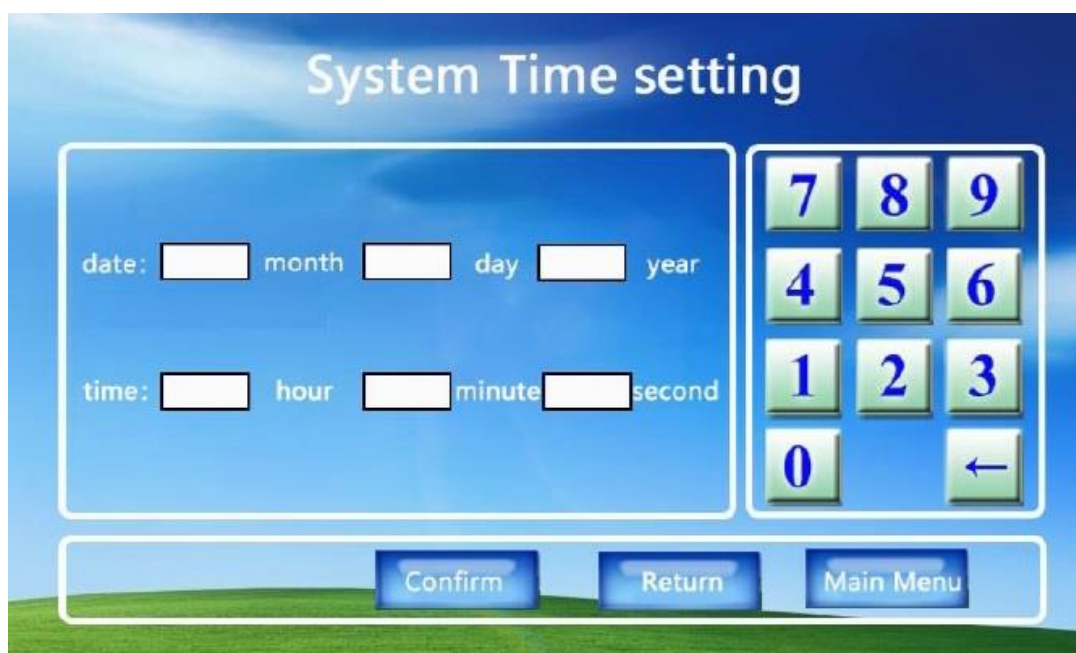 System Time setting
date: month day year
time: hour minute second
7 8 9
4 5 6
1 2 3
0 ←
Confirm Return Main Menu